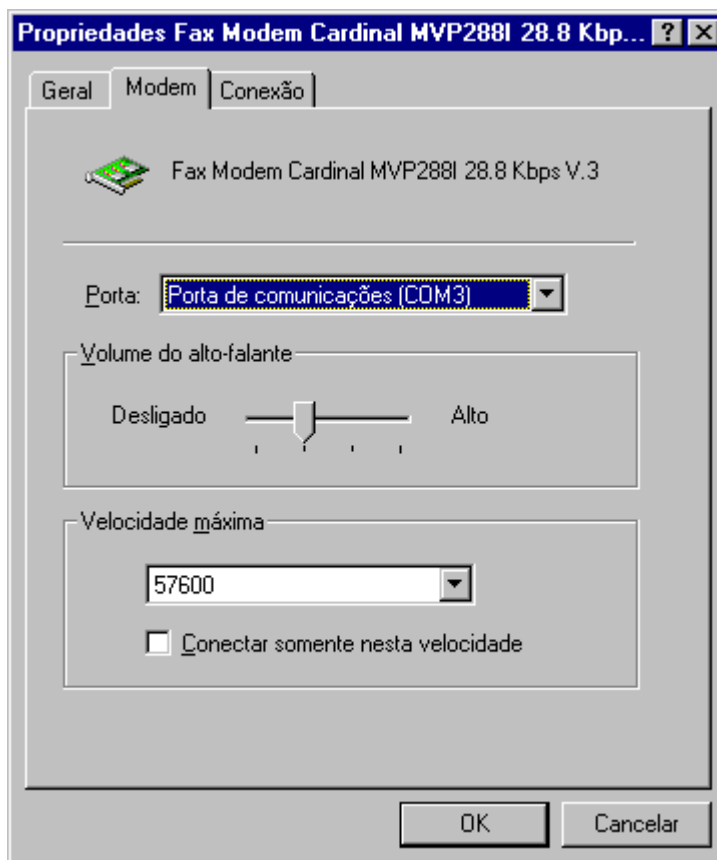 Propriedades Fax Modem Cardinal MVP288I 28.8 Kbp...
Geral Modem Conexão
Fax Modem Cardinal MVP288I 28.8 Kbps V.3
Porta: Porta de comunicações (COM3)
Volume do alto-falante
Desligado Alto
Velocidade máxima
57600
Conectar somente nesta velocidade
OK Cancelar